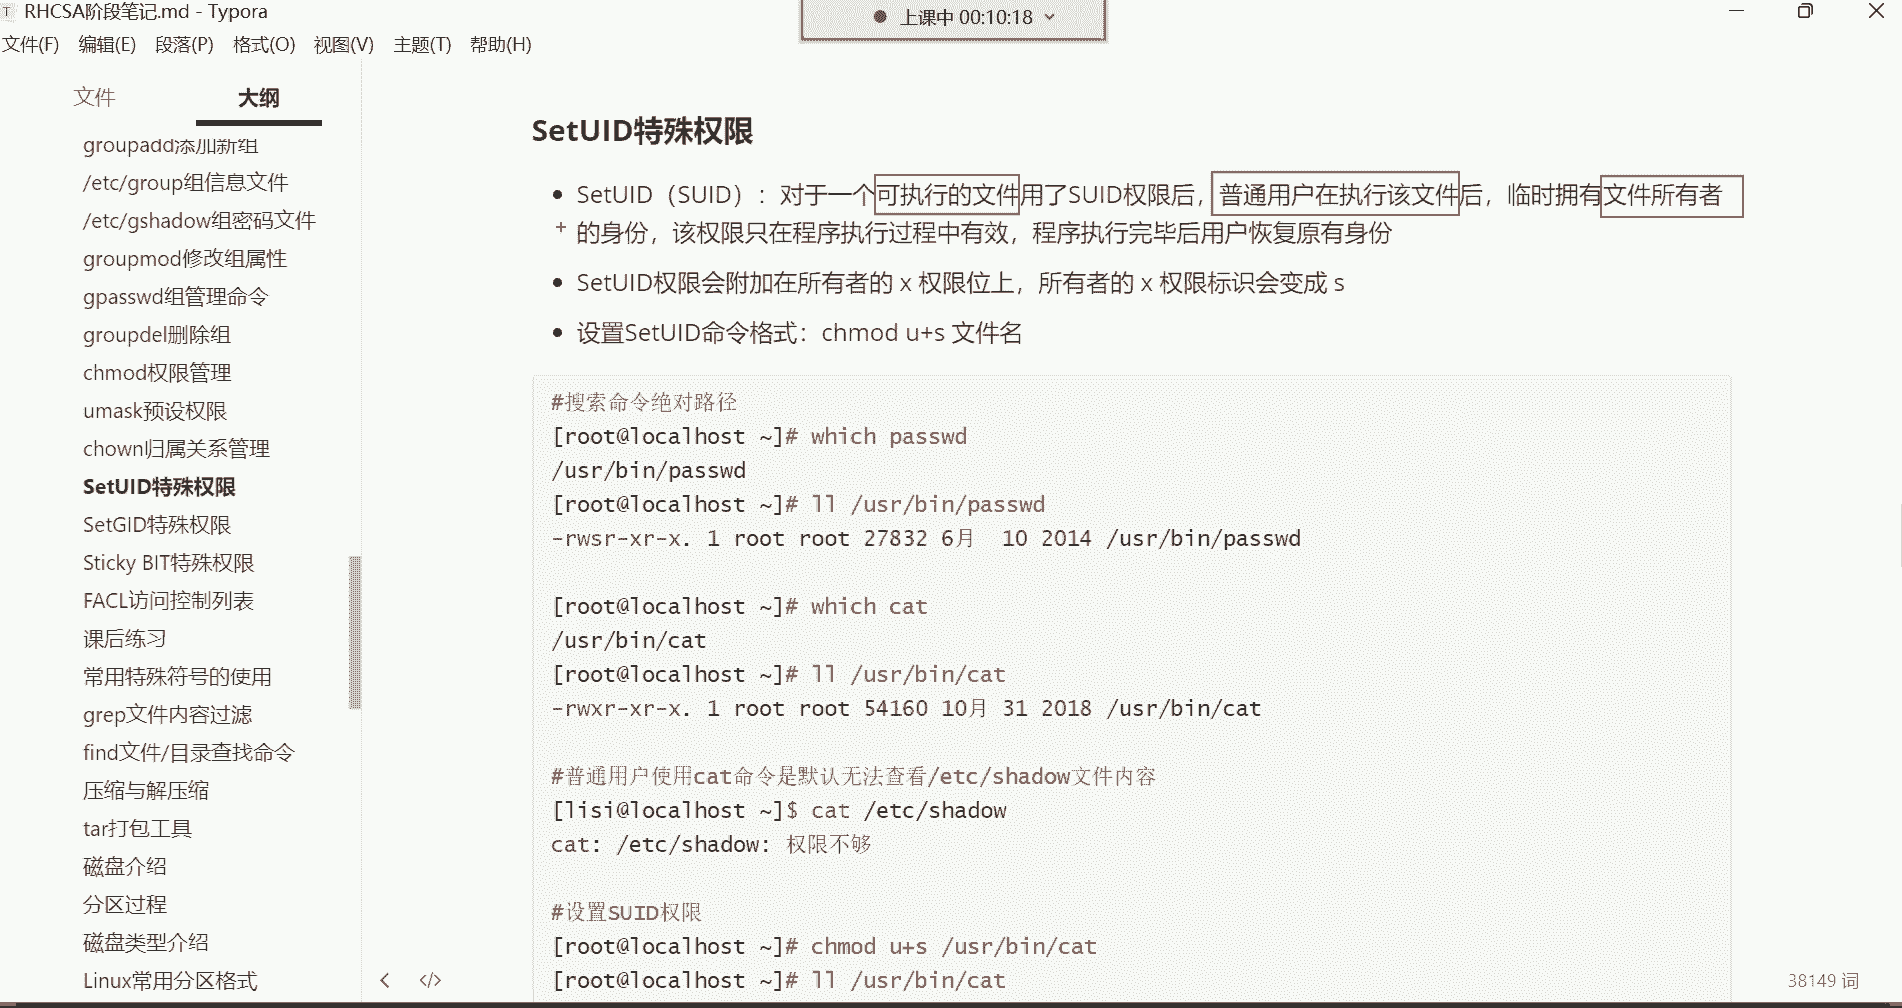 RHCSA阶段笔记.md - Typora
上课中 00:10:18
文件(F) 编辑(E) 段落(P) 格式(O) 视图(V) 主题(T) 帮助(H)
文件 大纲
groupadd添加新组
/etc/group组信息文件
/etc/gshadow组密码文件
groupmod修改组属性
gpasswd组管理命令
groupdel删除组
chmod权限管理
umask预设权限
chown归属关系管理
SetUID特殊权限
SetGID特殊权限
Sticky BIT特殊权限
FACL访问控制列表
课后练习
常用特殊符号的使用
grep文件内容过滤
find文件/目录查找命令
压缩与解压缩
tar打包工具
磁盘介绍
分区过程
磁盘类型介绍
Linux常用分区格式
SetUID特殊权限
SetUID（SUID）：对于一个可执行的文件用了SUID权限后，普通用户在执行该文件后，临时拥有文件所有者
的身份，该权限只在程序执行过程中有效，程序执行完毕后用户恢复原有身份
SetUID权限会附加在所有者的 x 权限位上，所有者的 x 权限标识会变成 s
设置SetUID命令格式：chmod u+s 文件名
#搜索命令绝对路径
[root@localhost ~]# which passwd
/usr/bin/passwd
[root@localhost ~]# ll /usr/bin/passwd
-rwsr-xr-x. 1 root root 27832 6月  10 2014 /usr/bin/passwd
[root@localhost ~]# which cat
/usr/bin/cat
[root@localhost ~]# ll /usr/bin/cat
-rwxr-xr-x. 1 root root 54160 10月 31 2018 /usr/bin/cat
#普通用户使用cat命令是默认无法查看/etc/shadow文件内容
[lisi@localhost ~]$ cat /etc/shadow
cat: /etc/shadow: 权限不够
#设置SUID权限
[root@localhost ~]# chmod u+s /usr/bin/cat
[root@localhost ~]# ll /usr/bin/cat
38149 词